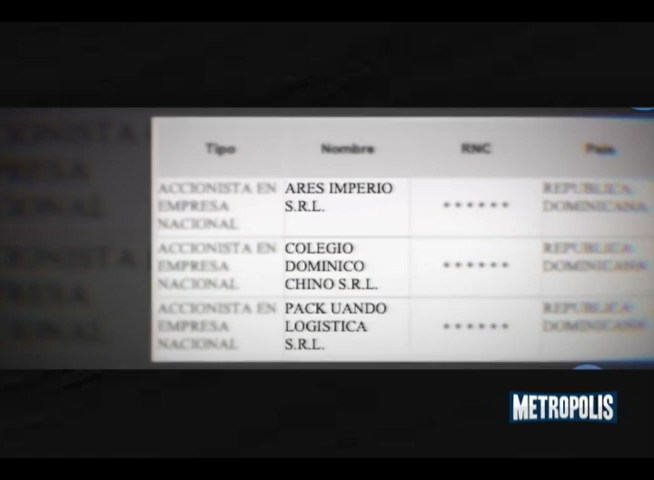 Tipo Nombre RNC País
ACCIONISTA EN ARES IMPERIO REPUBLICA
EMPRESA S.R.L. ****** DOMINICANA
NACIONAL
ACCIONISTA EN COLEGIO REPUBLICA
EMPRESA DOMINICO ****** DOMINICANA
NACIONAL CHINO S.R.L.
ACCIONISTA EN PACK UANDO REPUBLICA
EMPRESA LOGISTICA ****** DOMINICANA
NACIONAL S.R.L.
METROPOLIS